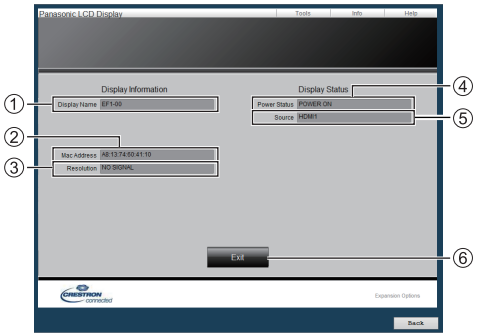 Panasonic LCD Display Tools Info Help
Display Information Display Status
① Display Name EF1-00
Power Status POWER ON ④
Source HDMI1 ⑤
②
Mac Address A8:13:74:50:41:10
③ Resolution NO SIGNAL
Exit ⑥
CRESTRON
connected
Expansion Options
Back